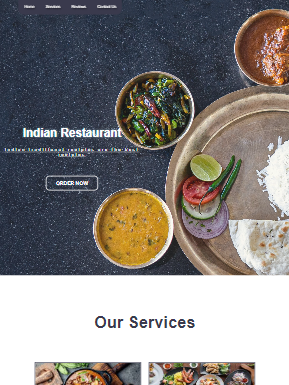 Home Services Reviews Contact Us
Indian Restaurant
Indian traditional recipies are the best
recipies
ORDER NOW
Our Services